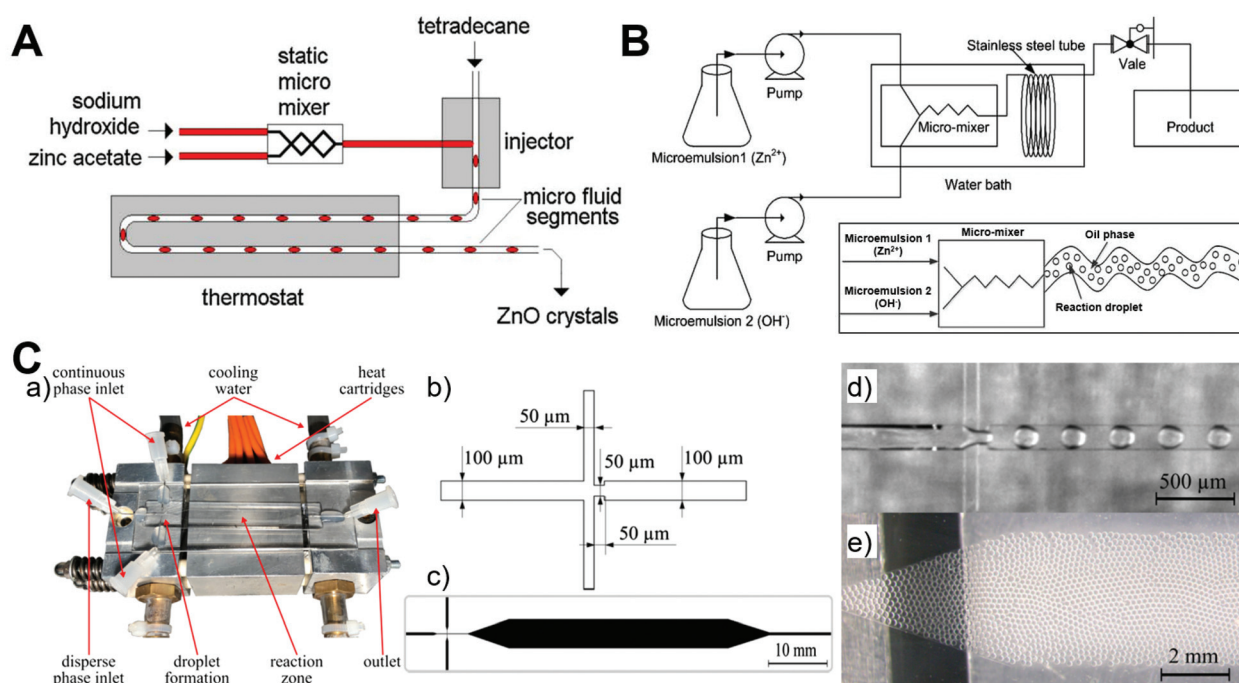 A
tetradecane
static
micro
mixer
sodium
hydroxide
zinc acetate
injector
micro fluid
segments
thermostat
ZnO crystals
B
Stainless steel tube
Pump
Vale
Micro-mixer
Product
Microemulsion1 (Zn²⁺)
Water bath
Pump
Micro-mixer
Oil phase
Microemulsion 1
(Zn²⁺)
Microemulsion 2
(OH⁻)
Reaction droplet
Microemulsion 2 (OH⁻)
C
a)
continuous
phase inlet
cooling
water
heat
cartridges
disperse
phase inlet
droplet
formation
reaction
zone
outlet
b)
50 µm
100 µm
50 µm
100 µm
50 µm
c)
10 mm
d)
500 µm
e)
2 mm